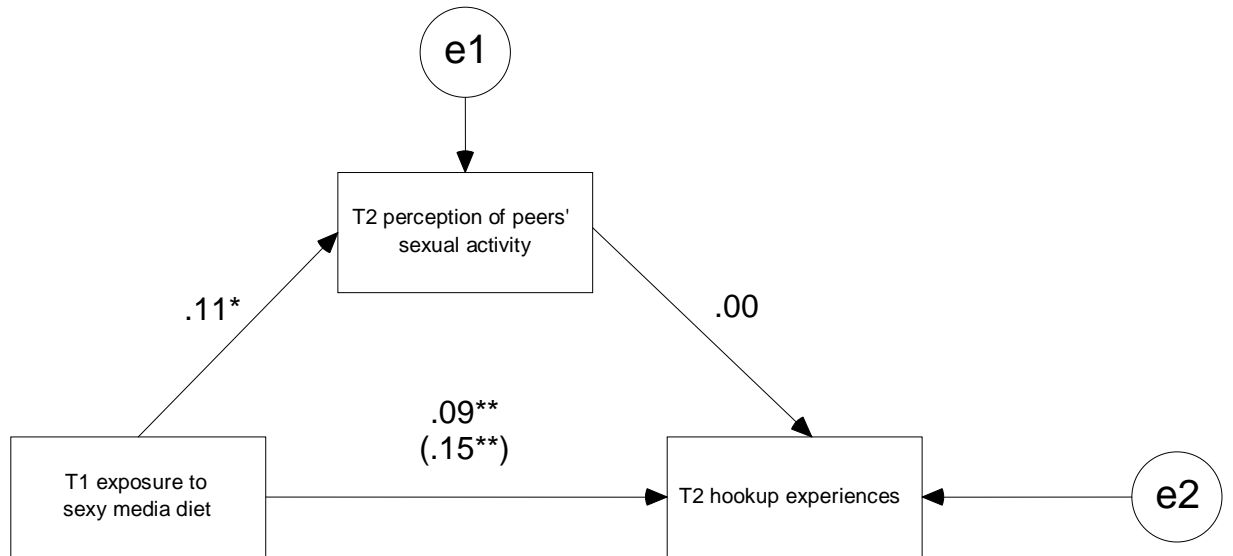 e1
T2 perception of peers'
sexual activity
.11*
.00
.09**
(.15**)
T1 exposure to
sexy media diet
T2 hookup experiences
e2